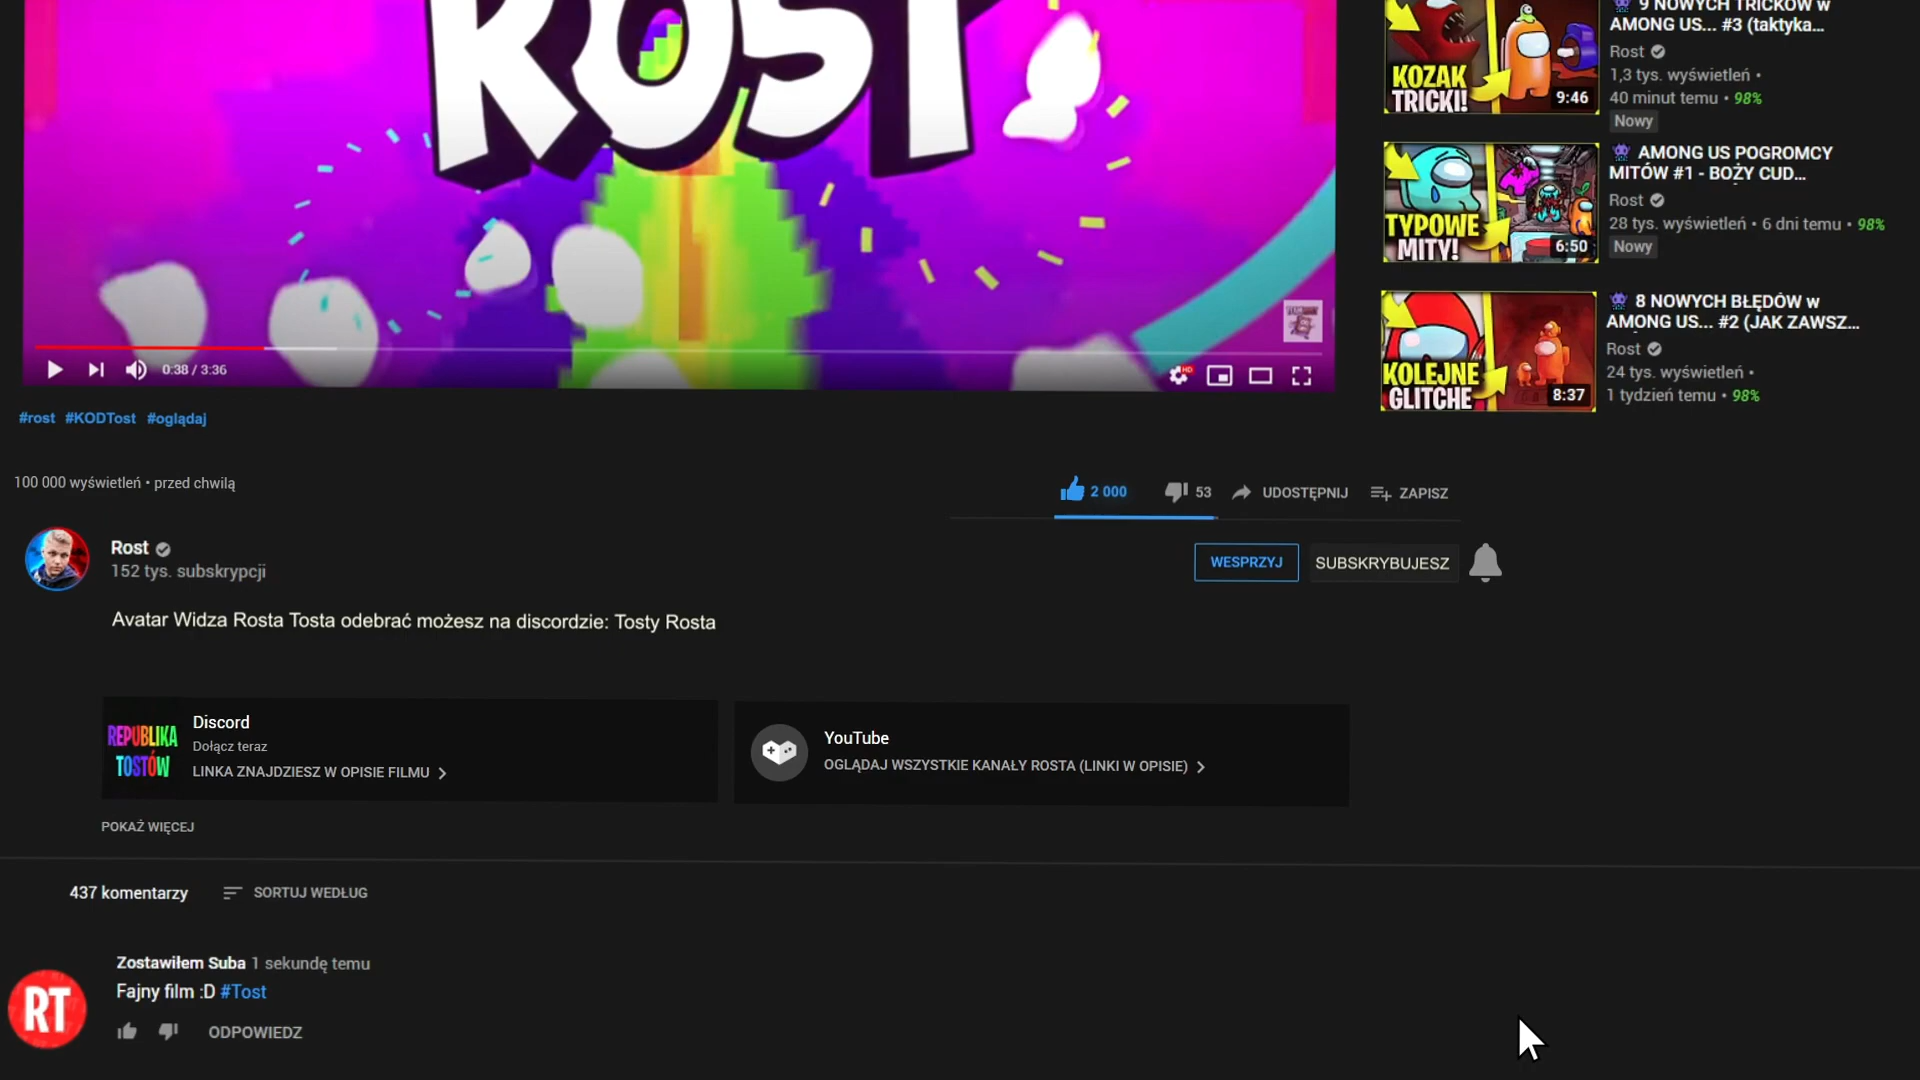 ROST
0:38 / 3:36
HD
#rost #KODTost #oglądaj
100 000 wyświetleń • przed chwilą
2 000
53
UDOSTĘPNIJ
ZAPISZ
Rost
152 tys. subskrypcji
WESPRZYJ
SUBSKRYBUJESZ
Avatar Widza Rosta Tosta odebrać możesz na discordzie: Tosty Rosta
REPUBLIKA
TOSTÓW
Discord
Dołącz teraz
LINKA ZNAJDZIESZ W OPISIE FILMU
YouTube
OGLĄDAJ WSZYSTKIE KANAŁY ROSTA (LINKI W OPISIE)
POKAŻ WIĘCEJ
437 komentarzy
SORTUJ WEDŁUG
RT
Zostawiłem Suba 1 sekundę temu
Fajny film :D #Tost
ODPOWIEDZ
KOZAK
TRICKI!
9:46
9 NOWYCH TRICKÓW w
AMONG US... #3 (taktyka...
Rost
1,3 tys. wyświetleń •
40 minut temu • 98%
Nowy
TYPOWE
MITY!
6:50
AMONG US POGROMCY
MITÓW #1 - BOŻY CUD...
Rost
28 tys. wyświetleń • 6 dni temu • 98%
Nowy
KOLEJNE
GLITCHE
8:37
8 NOWYCH BŁĘDÓW w
AMONG US... #2 (JAK ZAWSZ...
Rost
24 tys. wyświetleń •
1 tydzień temu • 98%